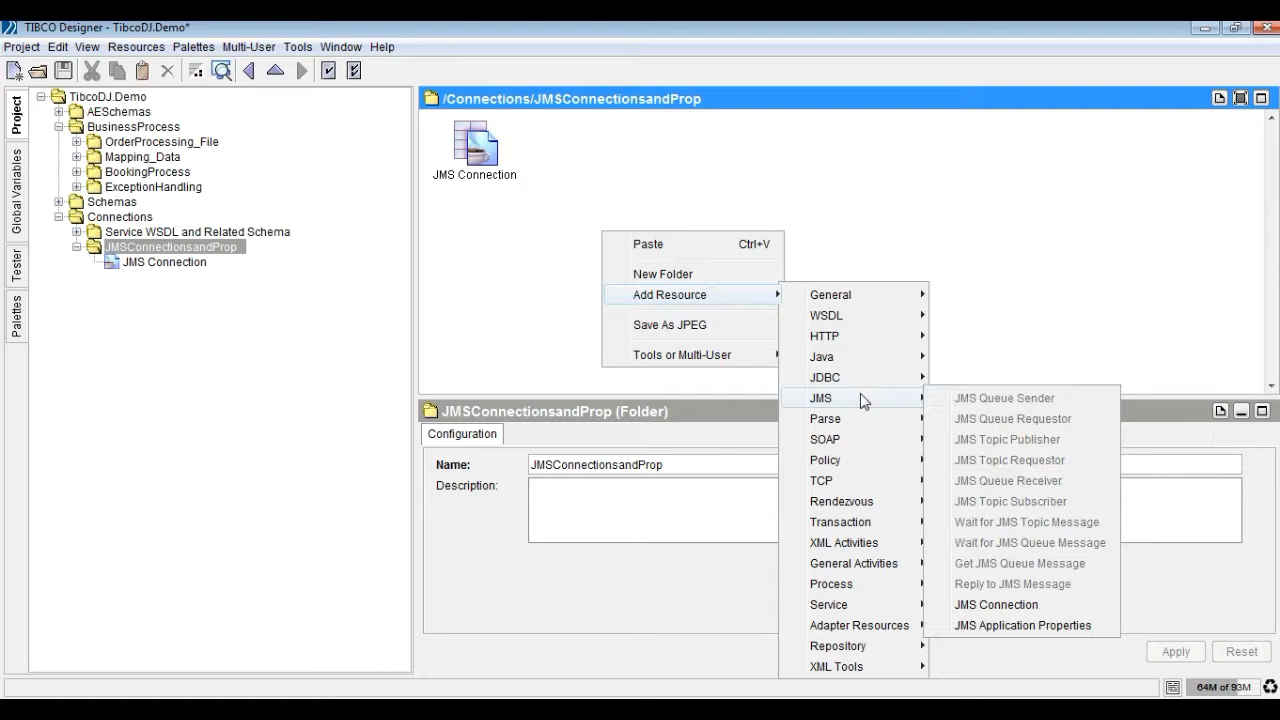 TIBCO Designer - TibcoDJ.Demo*
Project Edit View Resources Palettes Multi-User Tools Window Help
Project
Global Variables
Tester
Palettes
TibcoDJ.Demo
AESchemas
BusinessProcess
OrderProcessing_File
Mapping_Data
BookingProcess
ExceptionHandling
Schemas
Connections
Service WSDL and Related Schema
JMSConnectionsandProp
JMS Connection
/Connections/JMSConnectionsandProp
JMS Connection
Paste Ctrl+V
New Folder
Add Resource
Save As JPEG
Tools or Multi-User
General
WSDL
HTTP
Java
JDBC
JMS
Parse
SOAP
Policy
TCP
Rendezvous
Transaction
XML Activities
General Activities
Process
Service
Adapter Resources
Repository
XML Tools
JMS Queue Sender
JMS Queue Requestor
JMS Topic Publisher
JMS Topic Requestor
JMS Queue Receiver
JMS Topic Subscriber
Wait for JMS Topic Message
Wait for JMS Queue Message
Get JMS Queue Message
Reply to JMS Message
JMS Connection
JMS Application Properties
JMSConnectionsandProp (Folder)
Configuration
Name: JMSConnectionsandProp
Description:
Apply Reset
64M of 93M